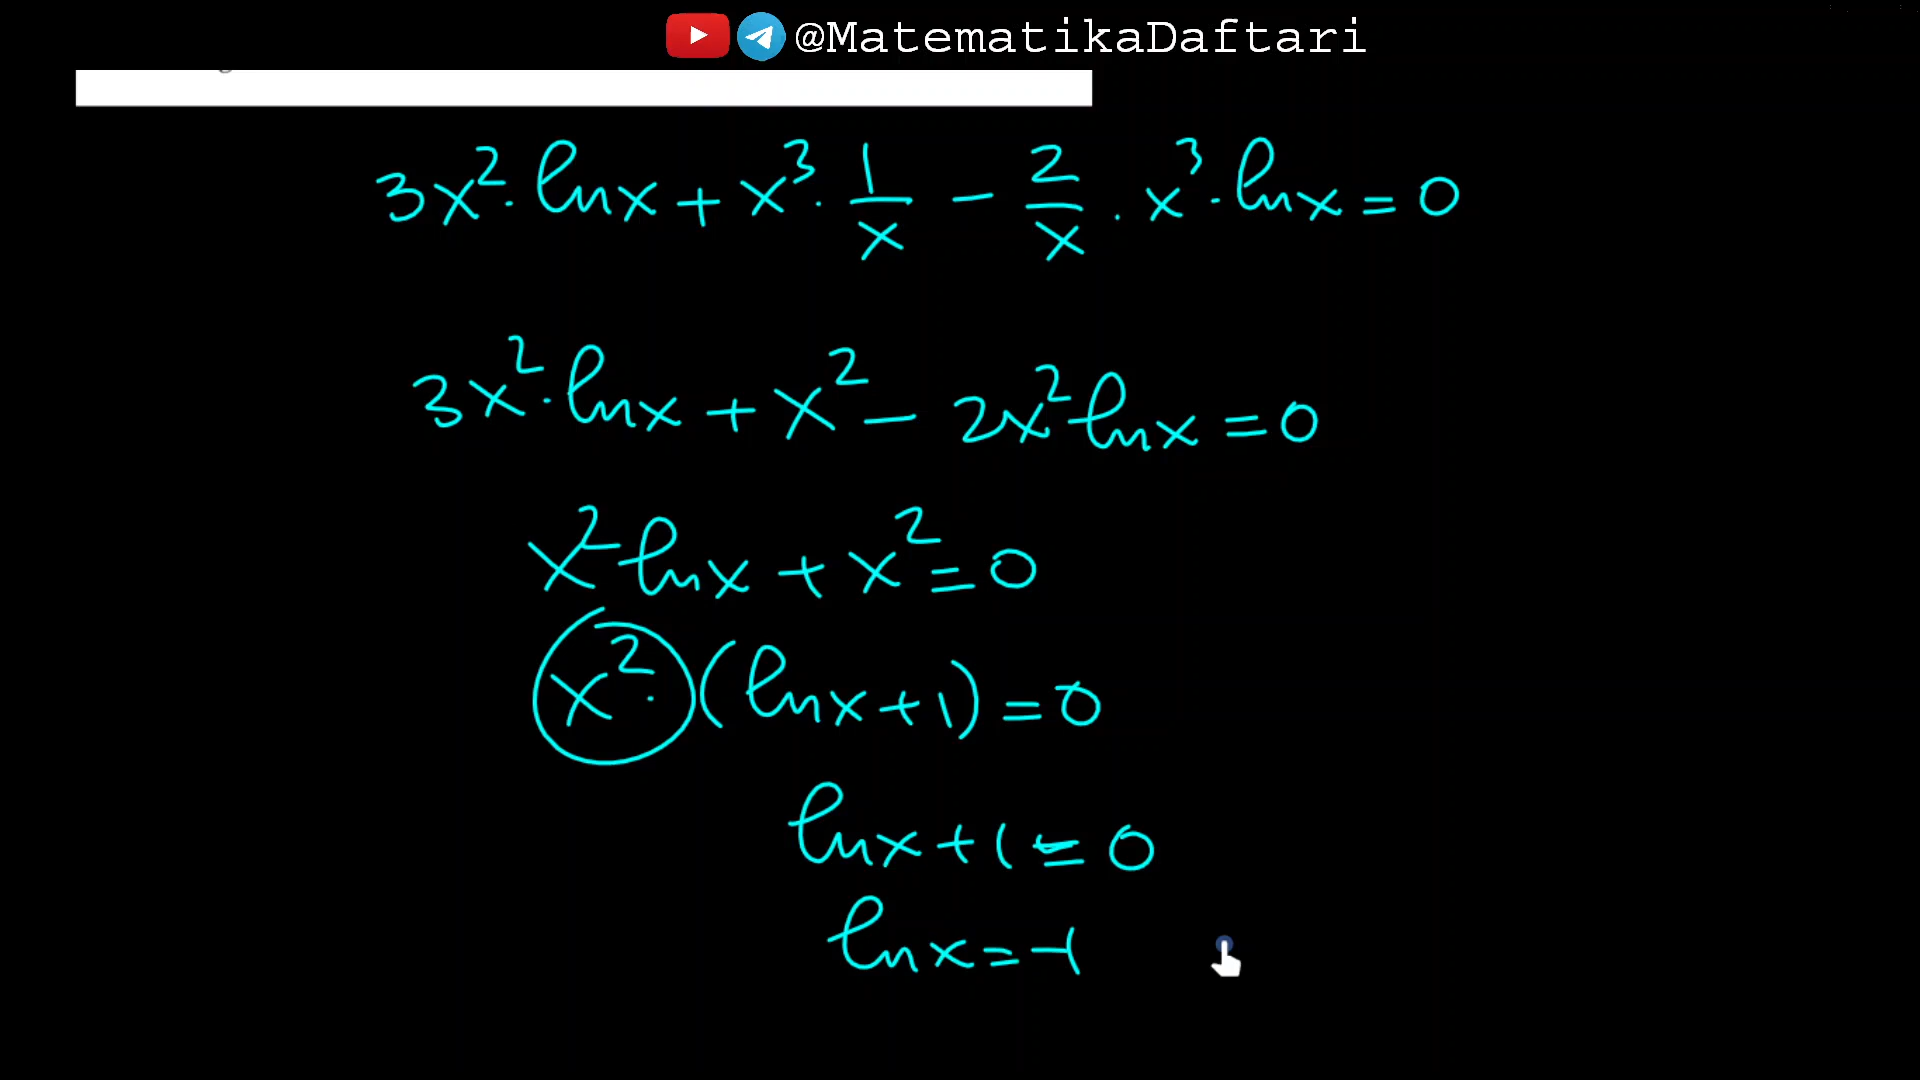 @MatematikaDaftari
3x²·lnx + x³·1/x − 2/x · x³·lnx = 0
3x²·lnx + x² − 2x²lnx = 0
x²lnx + x² = 0
x²·(lnx+1) = 0
lnx+1 = 0
lnx = −1